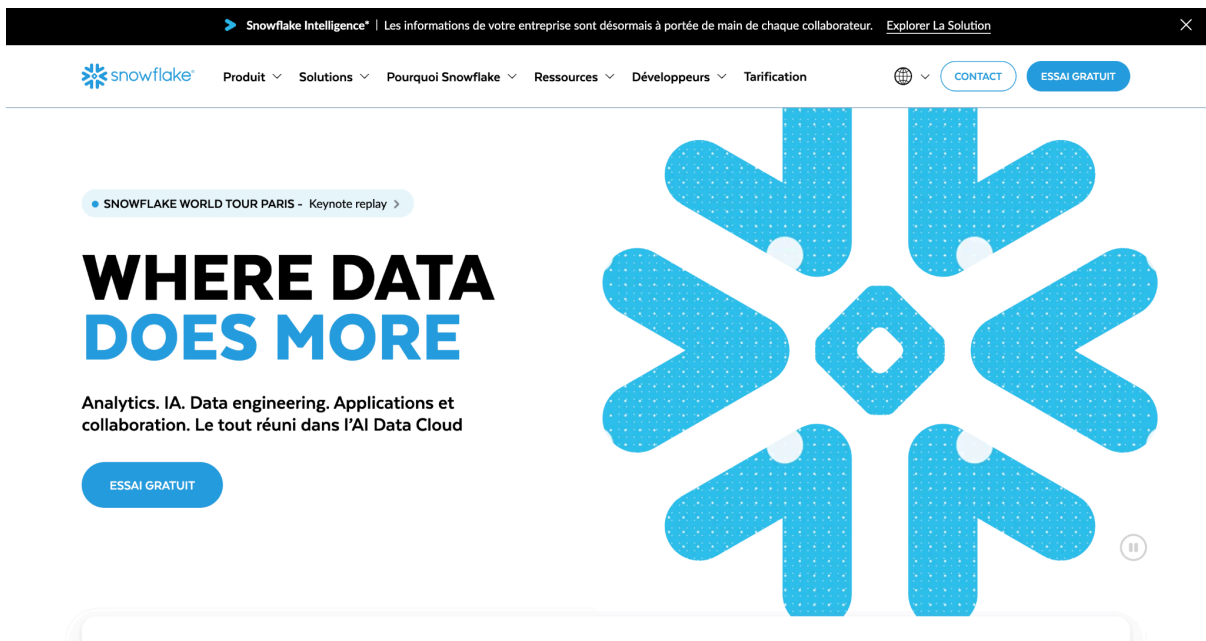 Snowflake Intelligence* | Les informations de votre entreprise sont désormais à portée de main de chaque collaborateur. Explorer La Solution
snowflake® Produit Solutions Pourquoi Snowflake Ressources Développeurs Tarification CONTACT ESSAI GRATUIT
SNOWFLAKE WORLD TOUR PARIS - Keynote replay
WHERE DATA
DOES MORE
Analytics. IA. Data engineering. Applications et
collaboration. Le tout réuni dans l'AI Data Cloud
ESSAI GRATUIT